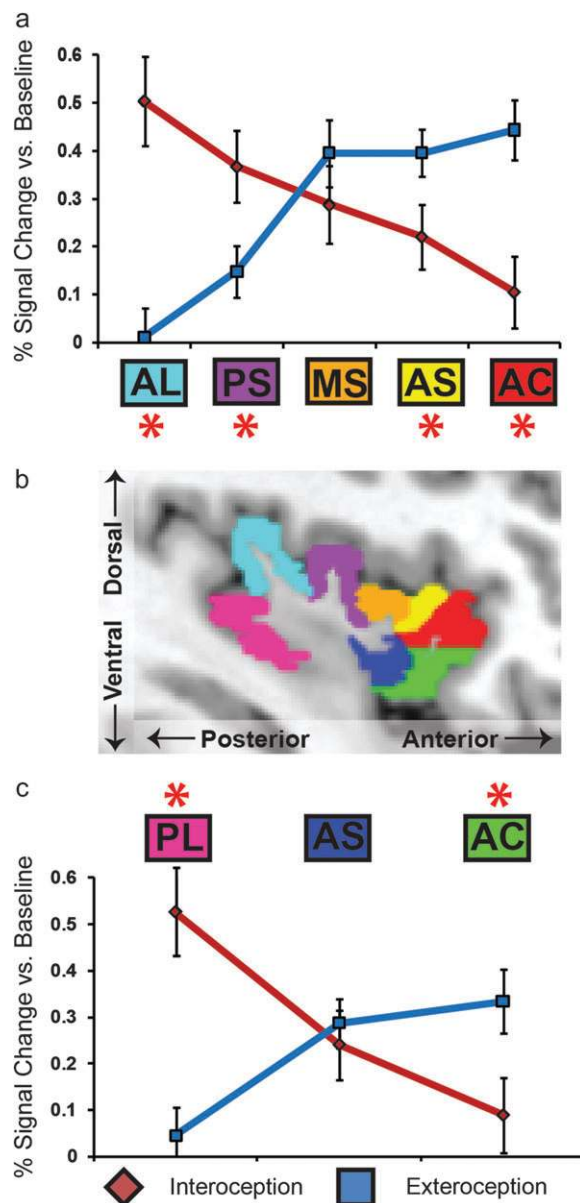 a
% Signal Change vs. Baseline
0.6
0.5
0.4
0.3
0.2
0.1
0
AL PS MS AS AC
* * * *
b
Dorsal
Ventral
Posterior Anterior
c
* *
PL AS AC
% Signal Change vs. Baseline
0.6
0.5
0.4
0.3
0.2
0.1
0
Interoception Exteroception